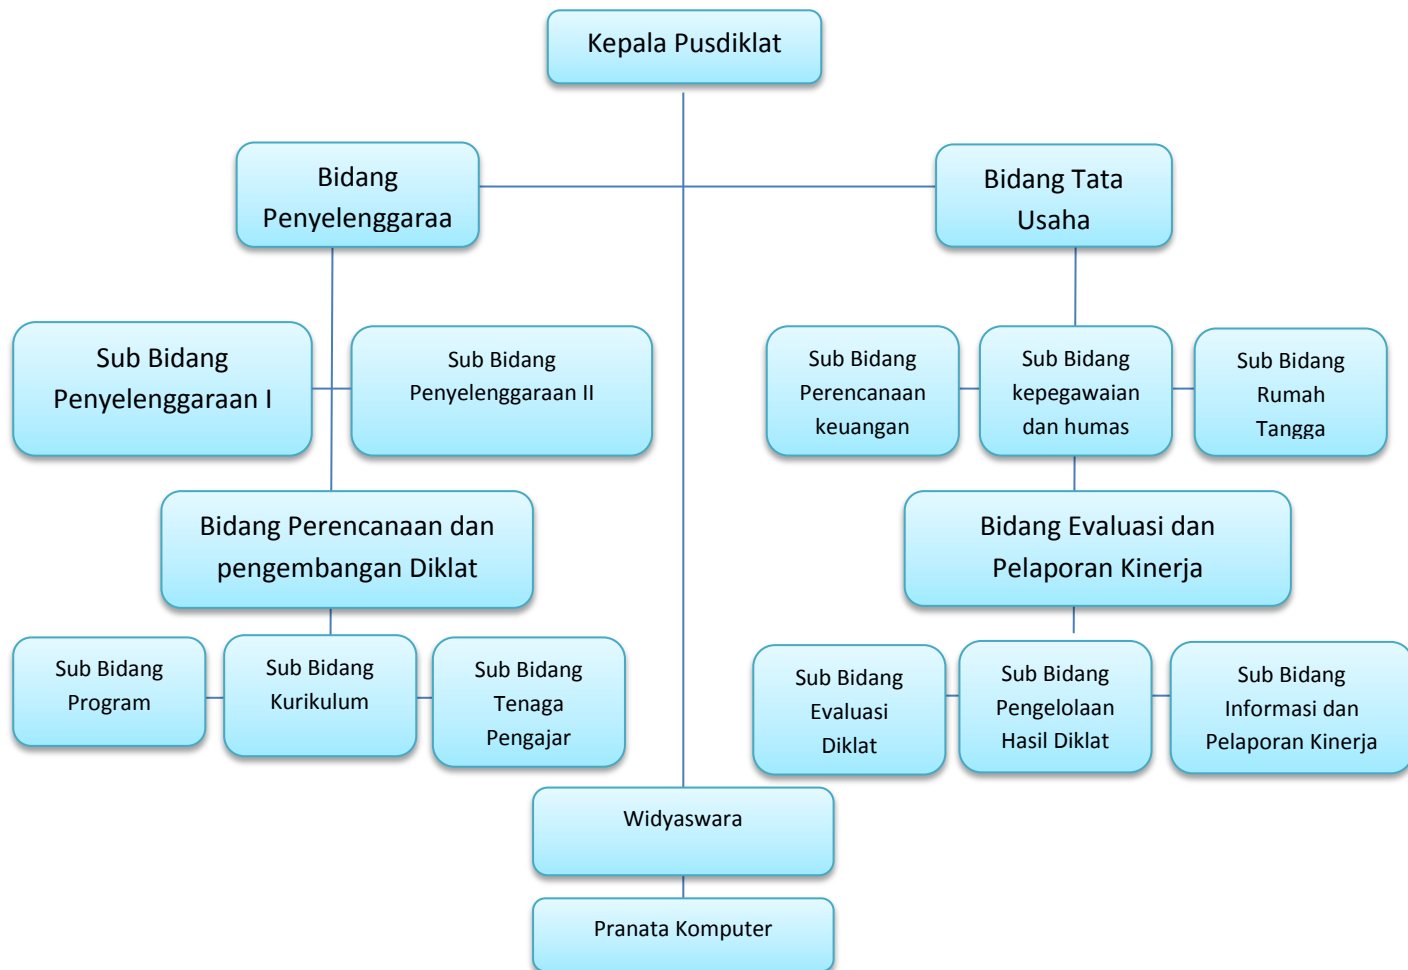 Kepala Pusdiklat
Bidang
Penyelenggaraa
Bidang Tata
Usaha
Sub Bidang
Penyelenggaraan I
Sub Bidang
Penyelenggaraan II
Sub Bidang
Perencanaan
keuangan
Sub Bidang
kepegawaian
dan humas
Sub Bidang
Rumah
Tangga
Bidang Perencanaan dan
pengembangan Diklat
Bidang Evaluasi dan
Pelaporan Kinerja
Sub Bidang
Program
Sub Bidang
Kurikulum
Sub Bidang
Tenaga
Pengajar
Sub Bidang
Evaluasi
Diklat
Sub Bidang
Pengelolaan
Hasil Diklat
Sub Bidang
Informasi dan
Pelaporan Kinerja
Widyaswara
Pranata Komputer